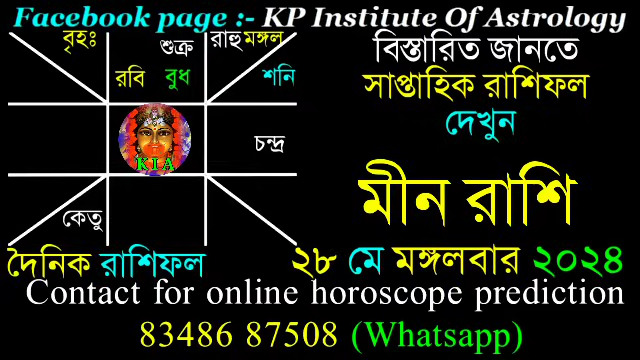 Facebook page :- KP Institute Of Astrology
বৃহঃ
শুক্র
রাহু মঙ্গল
রবি
বুধ
শনি
চন্দ্র
কেতু
KIA
বিস্তারিত জানতে
সাপ্তাহিক রাশিফল
দেখুন
মীন রাশি
দৈনিক রাশিফল
২৮ মে মঙ্গলবার ২০২৪
Contact for online horoscope prediction
83486 87508 (Whatsapp)